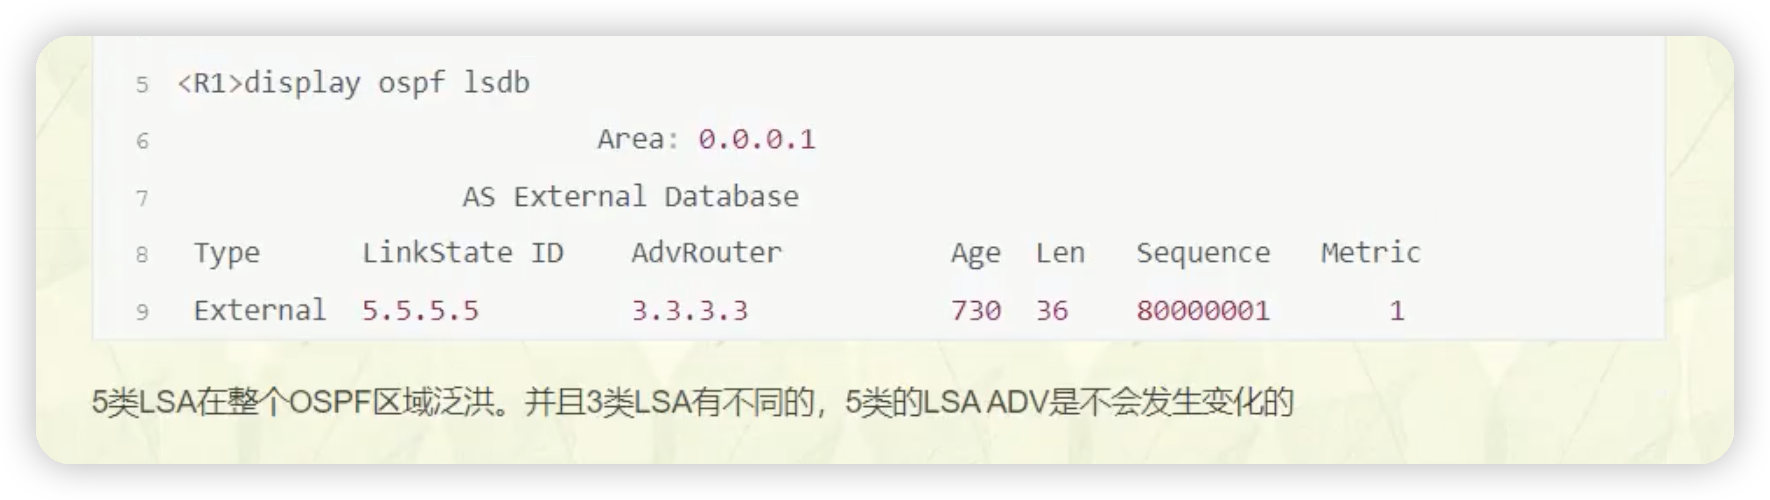 5 <R1>display ospf lsdb
6 Area: 0.0.0.1
7 AS External Database
8 Type LinkState ID AdvRouter Age Len Sequence Metric
9 External 5.5.5.5 3.3.3.3 730 36 80000001 1
5类LSA在整个OSPF区域泛洪。并且3类LSA有不同的，5类的LSA ADV是不会发生变化的